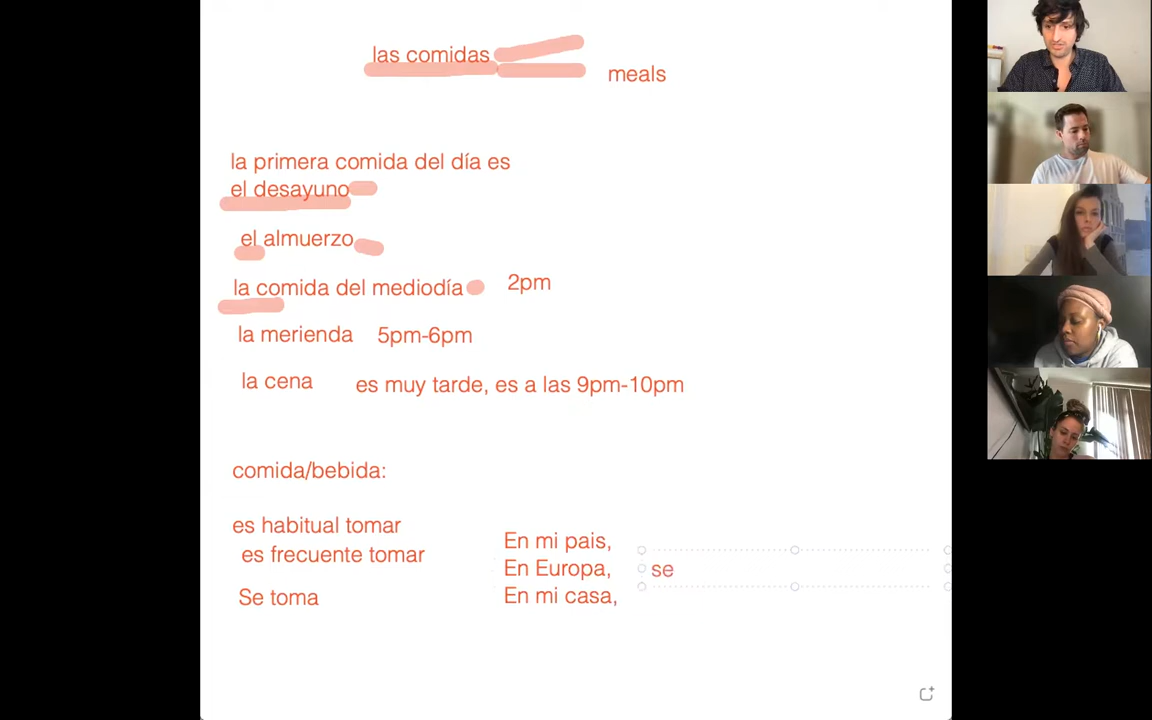 las comidas
meals
la primera comida del día es
el desayuno
el almuerzo
la comida del mediodía 2pm
la merienda 5pm-6pm
la cena es muy tarde, es a las 9pm-10pm
comida/bebida:
es habitual tomar
es frecuente tomar
Se toma
En mi pais,
En Europa, se
En mi casa,